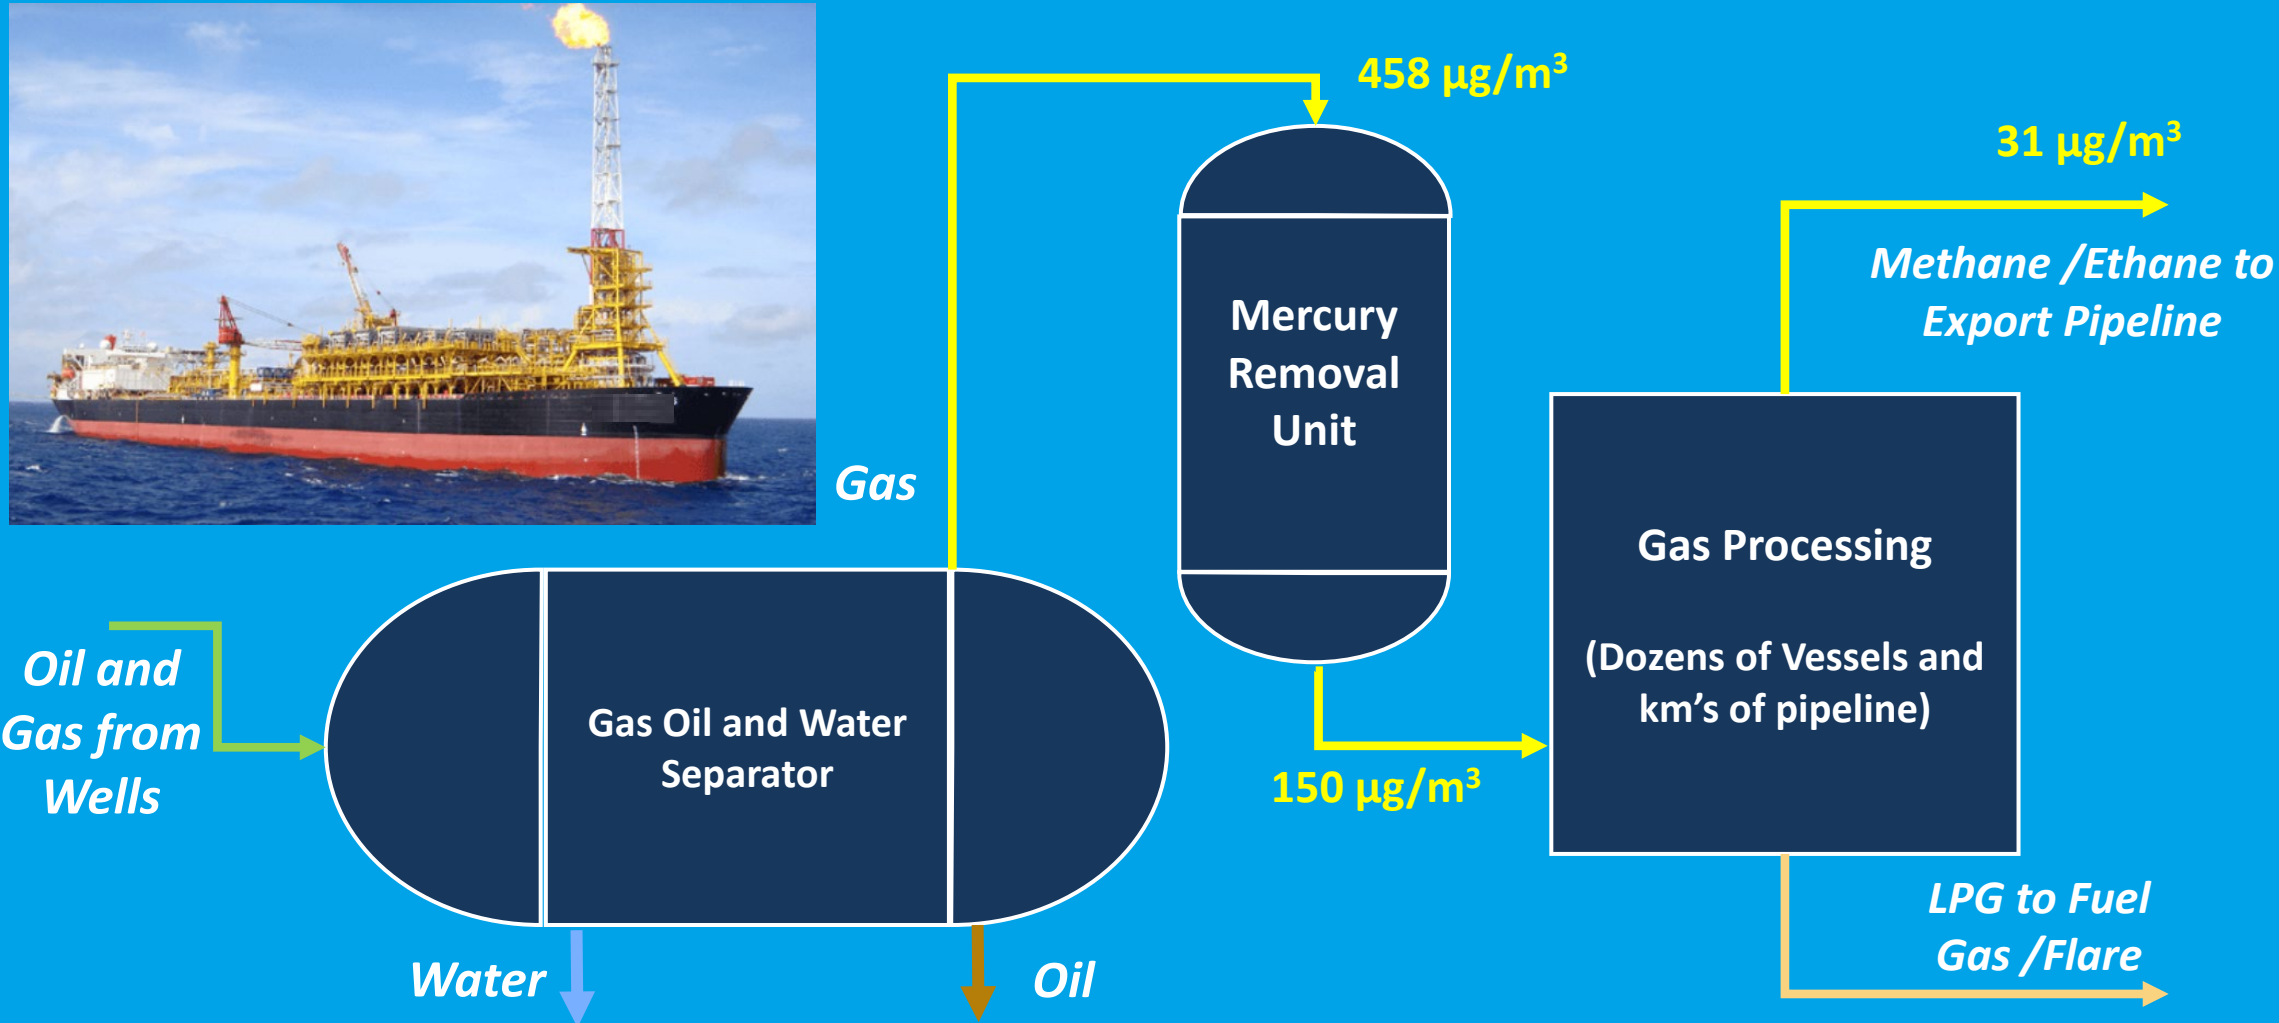 458 µg/m³
31 µg/m³
Methane /Ethane to
Export Pipeline
Mercury
Removal
Unit
Gas
Gas Processing
(Dozens of Vessels and
km’s of pipeline)
Oil and
Gas from
Wells
Gas Oil and Water
Separator
150 µg/m³
LPG to Fuel
Gas /Flare
Water
Oil